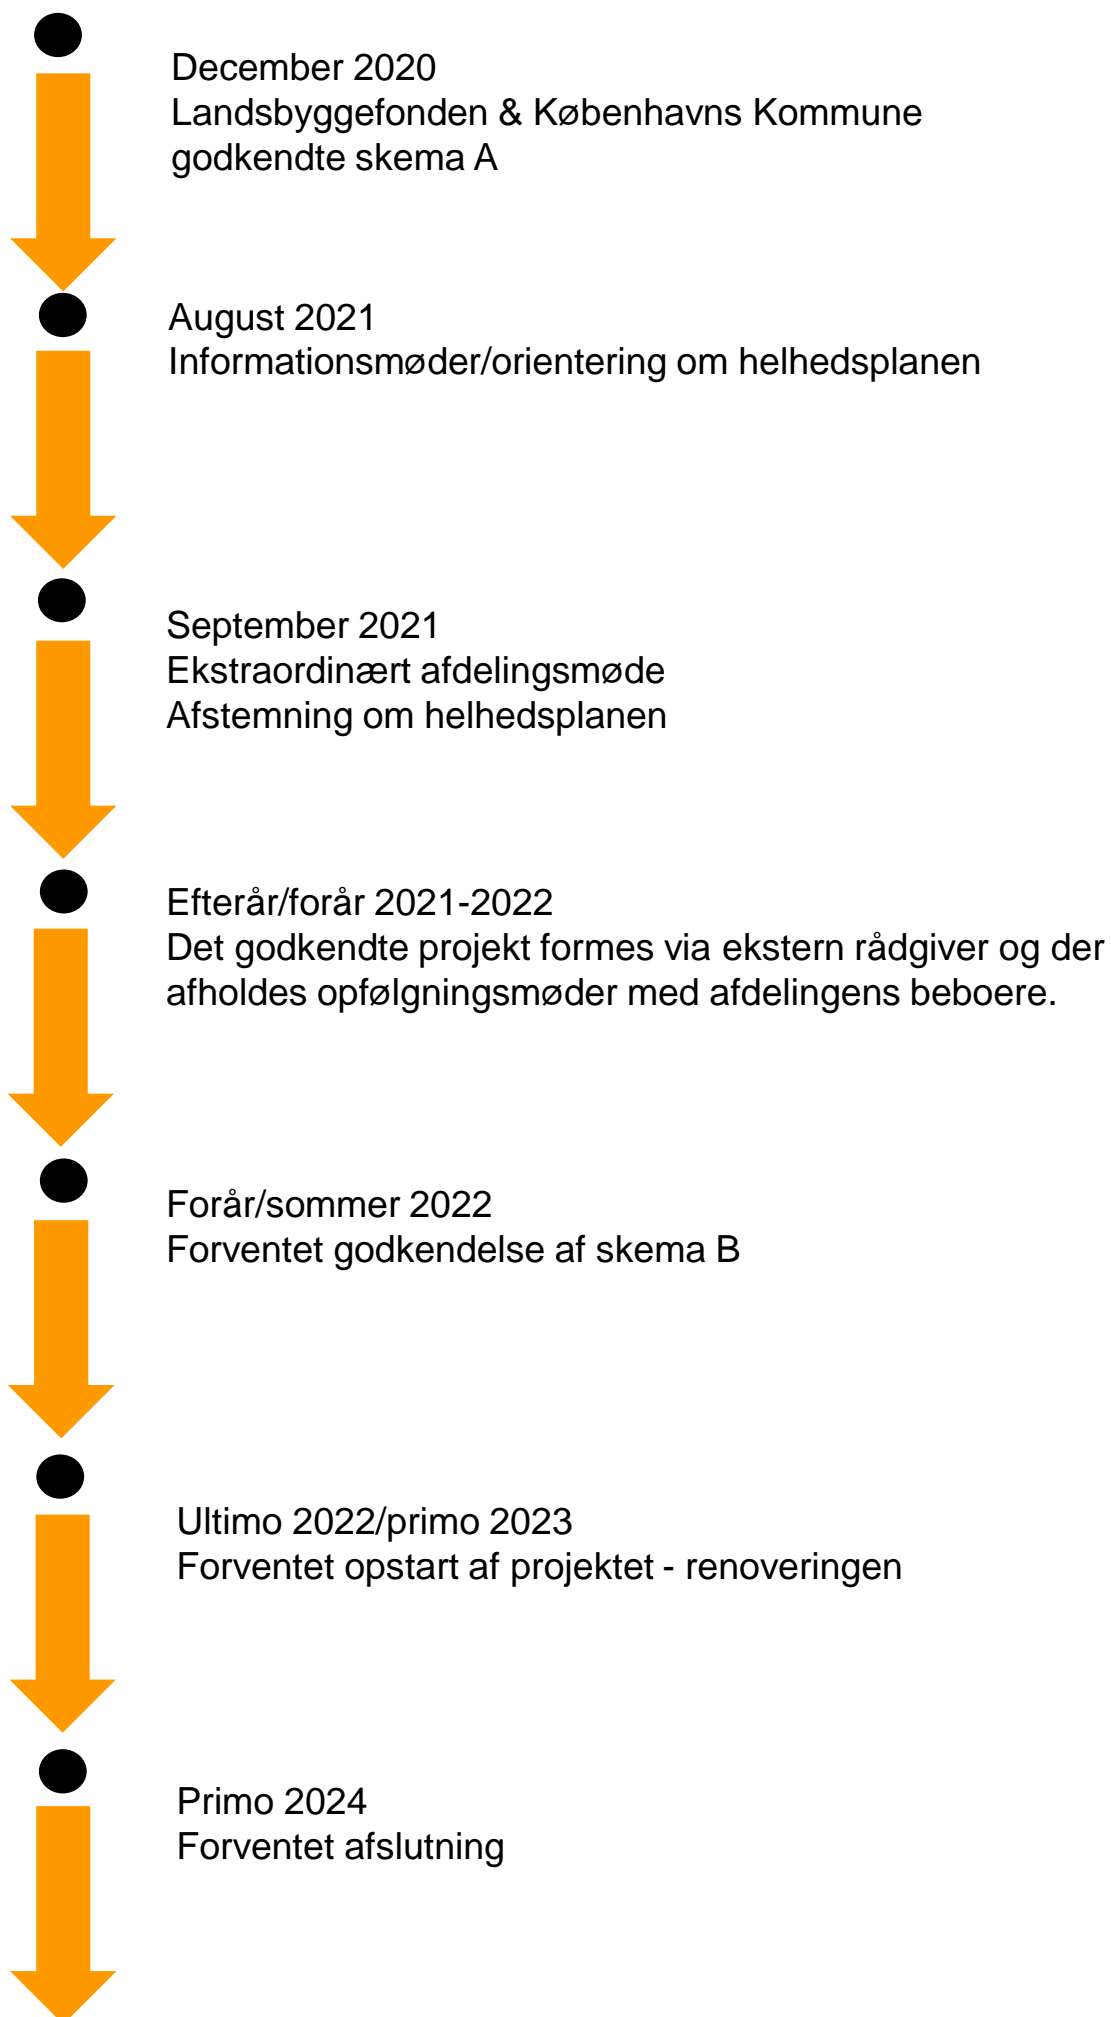 December 2020
Landsbyggefonden & Københavns Kommune
godkendte skema A
August 2021
Informationsmøder/orientering om helhedsplanen
September 2021
Ekstraordinært afdelingsmøde
Afstemning om helhedsplanen
Efterår/forår 2021-2022
Det godkendte projekt formes via ekstern rådgiver og der
afholdes opfølgningsmøder med afdelingens beboere.
Forår/sommer 2022
Forventet godkendelse af skema B
Ultimo 2022/primo 2023
Forventet opstart af projektet - renoveringen
Primo 2024
Forventet afslutning